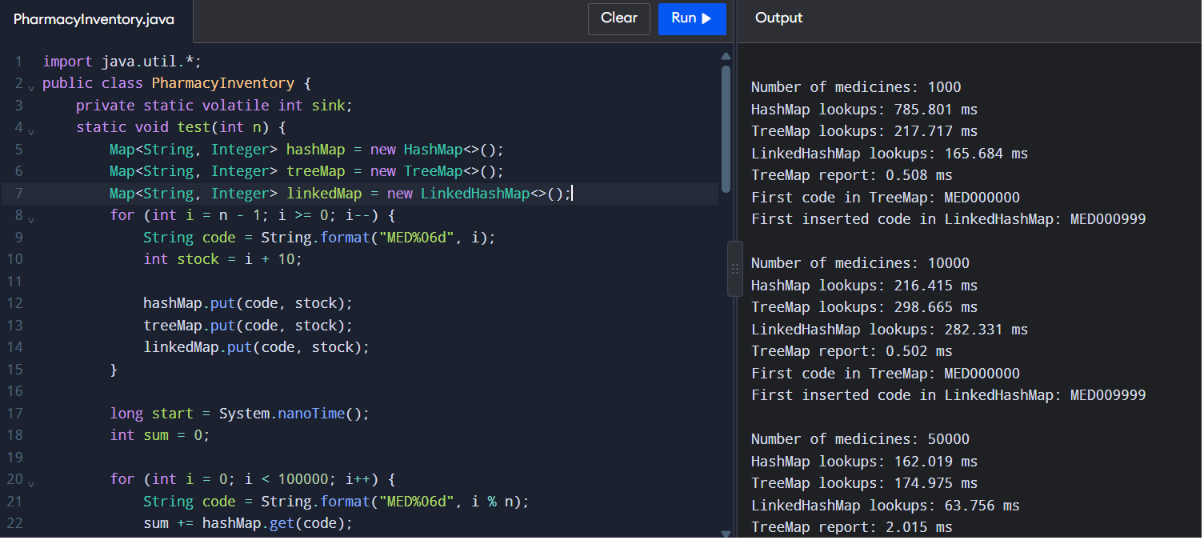 PharmacyInventory.java
Clear
Run
Output
1 import java.util.*;
2 public class PharmacyInventory {
3 private static volatile int sink;
4 static void test(int n) {
5 Map<String, Integer> hashMap = new HashMap<>();
6 Map<String, Integer> treeMap = new TreeMap<>();
7 Map<String, Integer> linkedMap = new LinkedHashMap<>();
8 for (int i = n - 1; i >= 0; i--) {
9 String code = String.format("MED%06d", i);
10 int stock = i + 10;
11
12 hashMap.put(code, stock);
13 treeMap.put(code, stock);
14 linkedMap.put(code, stock);
15 }
16
17 long start = System.nanoTime();
18 int sum = 0;
19
20 for (int i = 0; i < 100000; i++) {
21 String code = String.format("MED%06d", i % n);
22 sum += hashMap.get(code);
Number of medicines: 1000
HashMap lookups: 785.801 ms
TreeMap lookups: 217.717 ms
LinkedHashMap lookups: 165.684 ms
TreeMap report: 0.508 ms
First code in TreeMap: MED000000
First inserted code in LinkedHashMap: MED000999
Number of medicines: 10000
HashMap lookups: 216.415 ms
TreeMap lookups: 298.665 ms
LinkedHashMap lookups: 282.331 ms
TreeMap report: 0.502 ms
First code in TreeMap: MED000000
First inserted code in LinkedHashMap: MED009999
Number of medicines: 50000
HashMap lookups: 162.019 ms
TreeMap lookups: 174.975 ms
LinkedHashMap lookups: 63.756 ms
TreeMap report: 2.015 ms